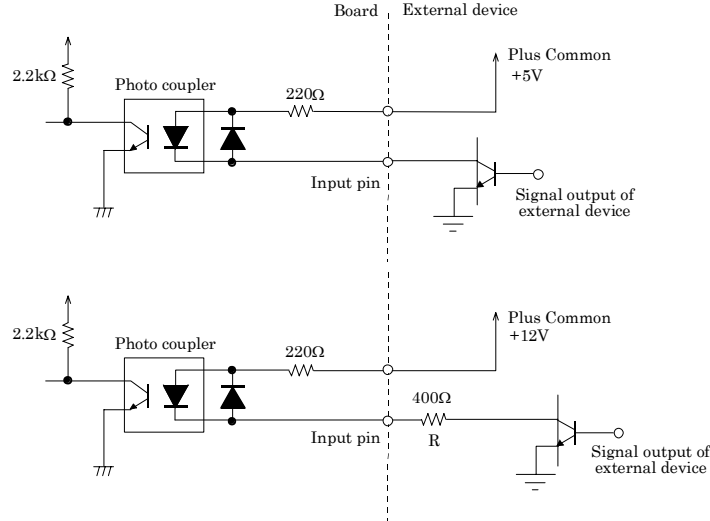 Board
External device
2.2kΩ
Photo coupler
220Ω
Plus Common
+5V
Input pin
Signal output of
external device
2.2kΩ
Photo coupler
220Ω
Plus Common
+12V
400Ω
Input pin
R
Signal output of
external device